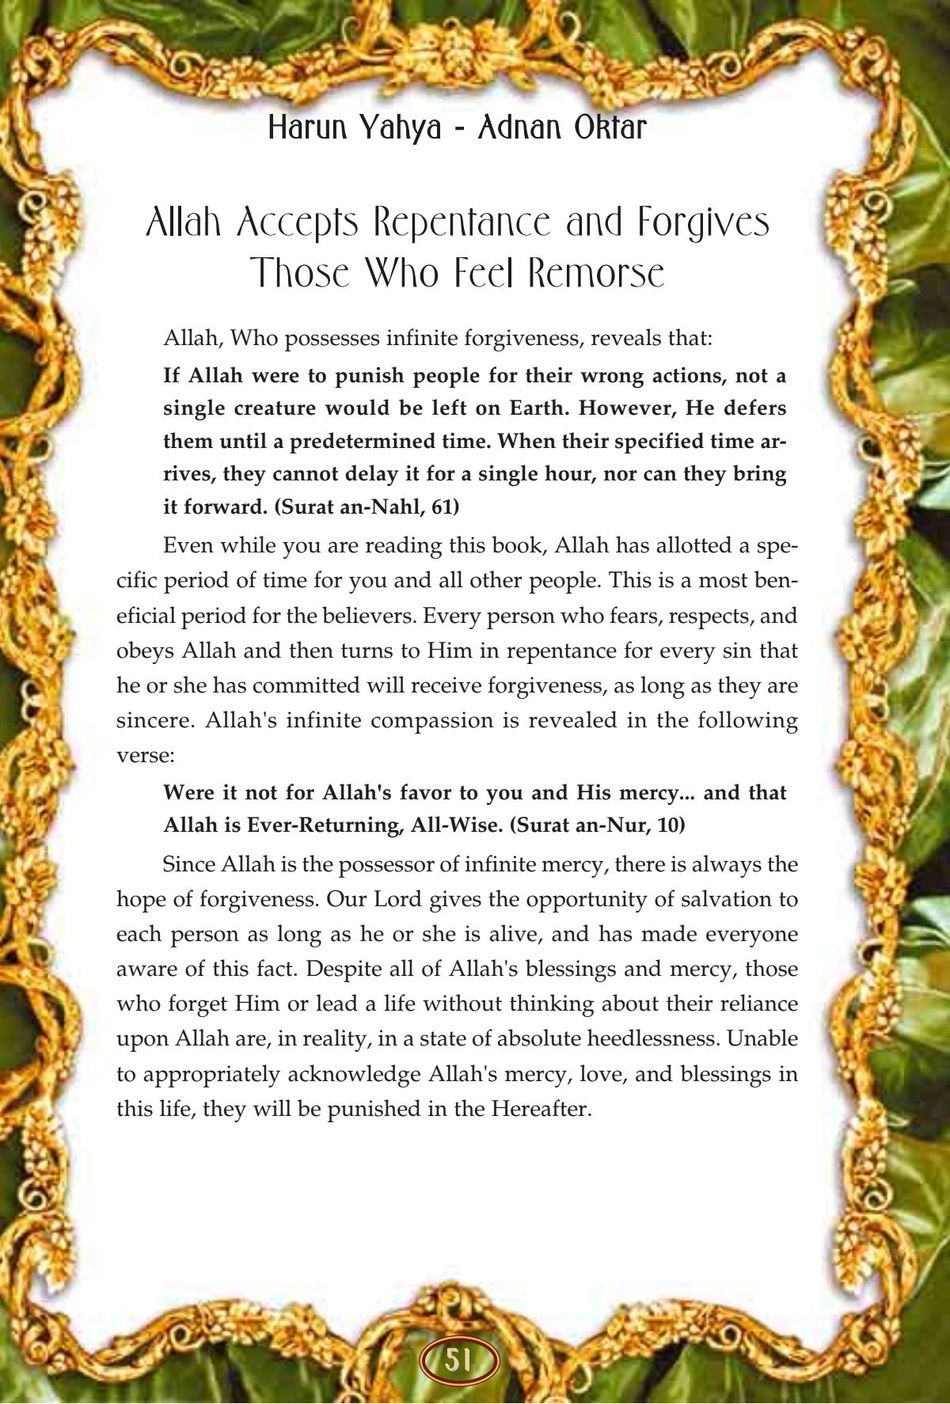 Harun Yahya - Adnan Oktar
Allah Accepts Repentance and Forgives
Those Who Feel Remorse
Allah, Who possesses infinite forgiveness, reveals that:
If Allah were to punish people for their wrong actions, not a
single creature would be left on Earth. However, He defers
them until a predetermined time. When their specified time ar-
rives, they cannot delay it for a single hour, nor can they bring
it forward. (Surat an-Nahl, 61)
Even while you are reading this book, Allah has allotted a spe-
cific period of time for you and all other people. This is a most ben-
eficial period for the believers. Every person who fears, respects, and
obeys Allah and then turns to Him in repentance for every sin that
he or she has committed will receive forgiveness, as long as they are
sincere. Allah's infinite compassion is revealed in the following
verse:
Were it not for Allah's favor to you and His mercy... and that
Allah is Ever-Returning, All-Wise. (Surat an-Nur, 10)
Since Allah is the possessor of infinite mercy, there is always the
hope of forgiveness. Our Lord gives the opportunity of salvation to
each person as long as he or she is alive, and has made everyone
aware of this fact. Despite all of Allah's blessings and mercy, those
who forget Him or lead a life without thinking about their reliance
upon Allah are, in reality, in a state of absolute heedlessness. Unable
to appropriately acknowledge Allah's mercy, love, and blessings in
this life, they will be punished in the Hereafter.
51